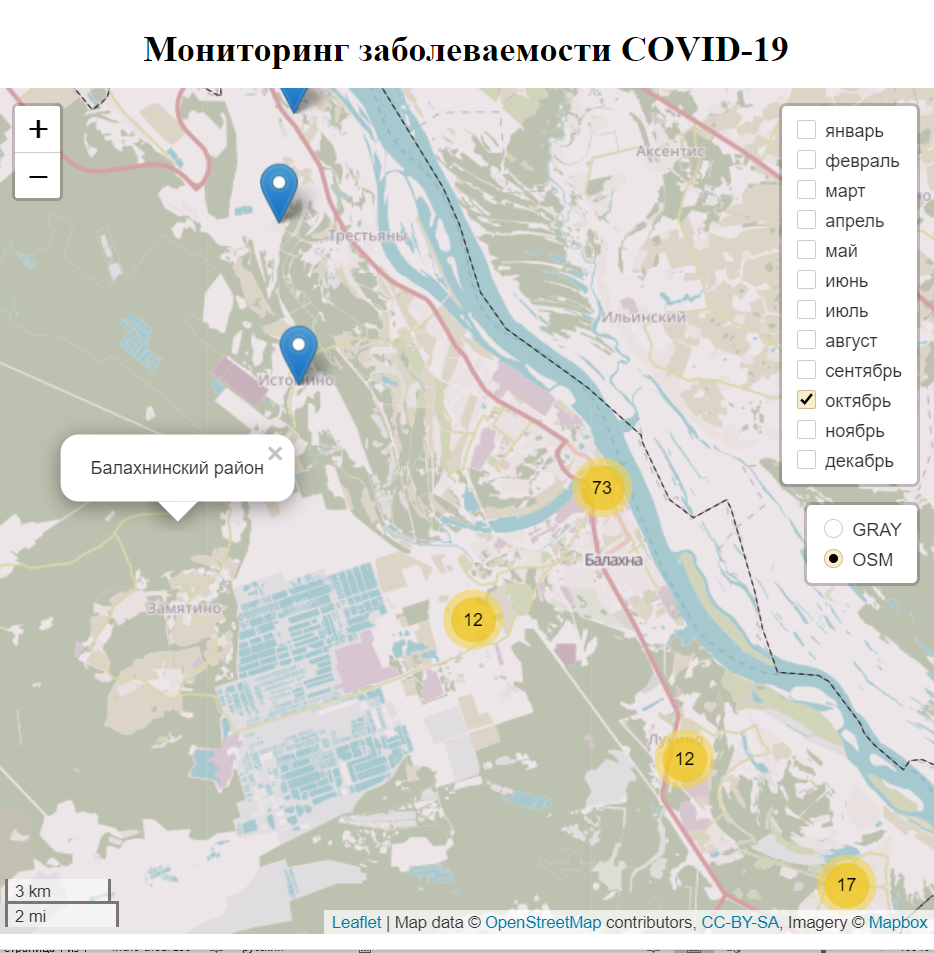 Мониторинг заболеваемости COVID-19
+
−
Аксентис
Трестьяны
Ильинский
Истомино
январь
февраль
март
апрель
май
июнь
июль
август
сентябрь
октябрь
ноябрь
декабрь
Балахнинский район ×
73
GRAY
OSM
Балахна
Замятино
12
12
17
3 km
2 mi
Leaflet | Map data © OpenStreetMap contributors, CC-BY-SA, Imagery © Mapbox